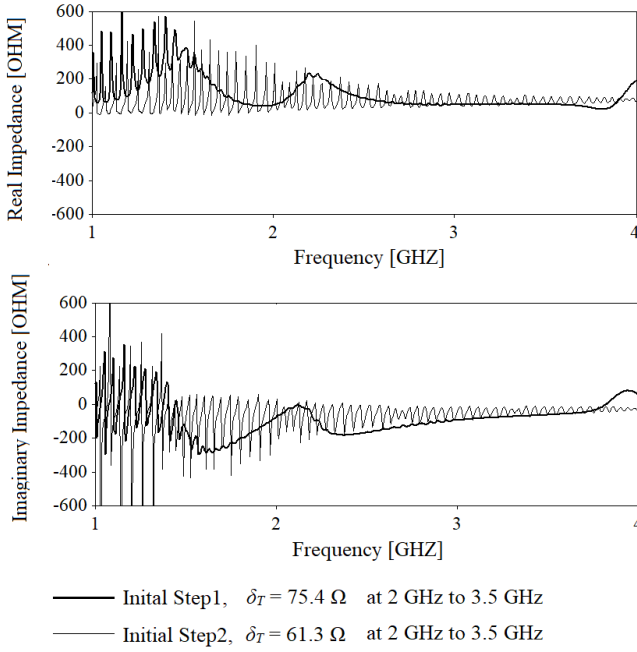 600
400
200
0
-200
-400
-600
Real Impedance [OHM]
1 2 3 4
Frequency [GHZ]
600
400
200
0
-200
-400
-600
Imaginary Impedance [OHM]
1 2 3 4
Frequency [GHZ]
Inital Step1, δT = 75.4 Ω at 2 GHz to 3.5 GHz
Initial Step2, δT = 61.3 Ω at 2 GHz to 3.5 GHz